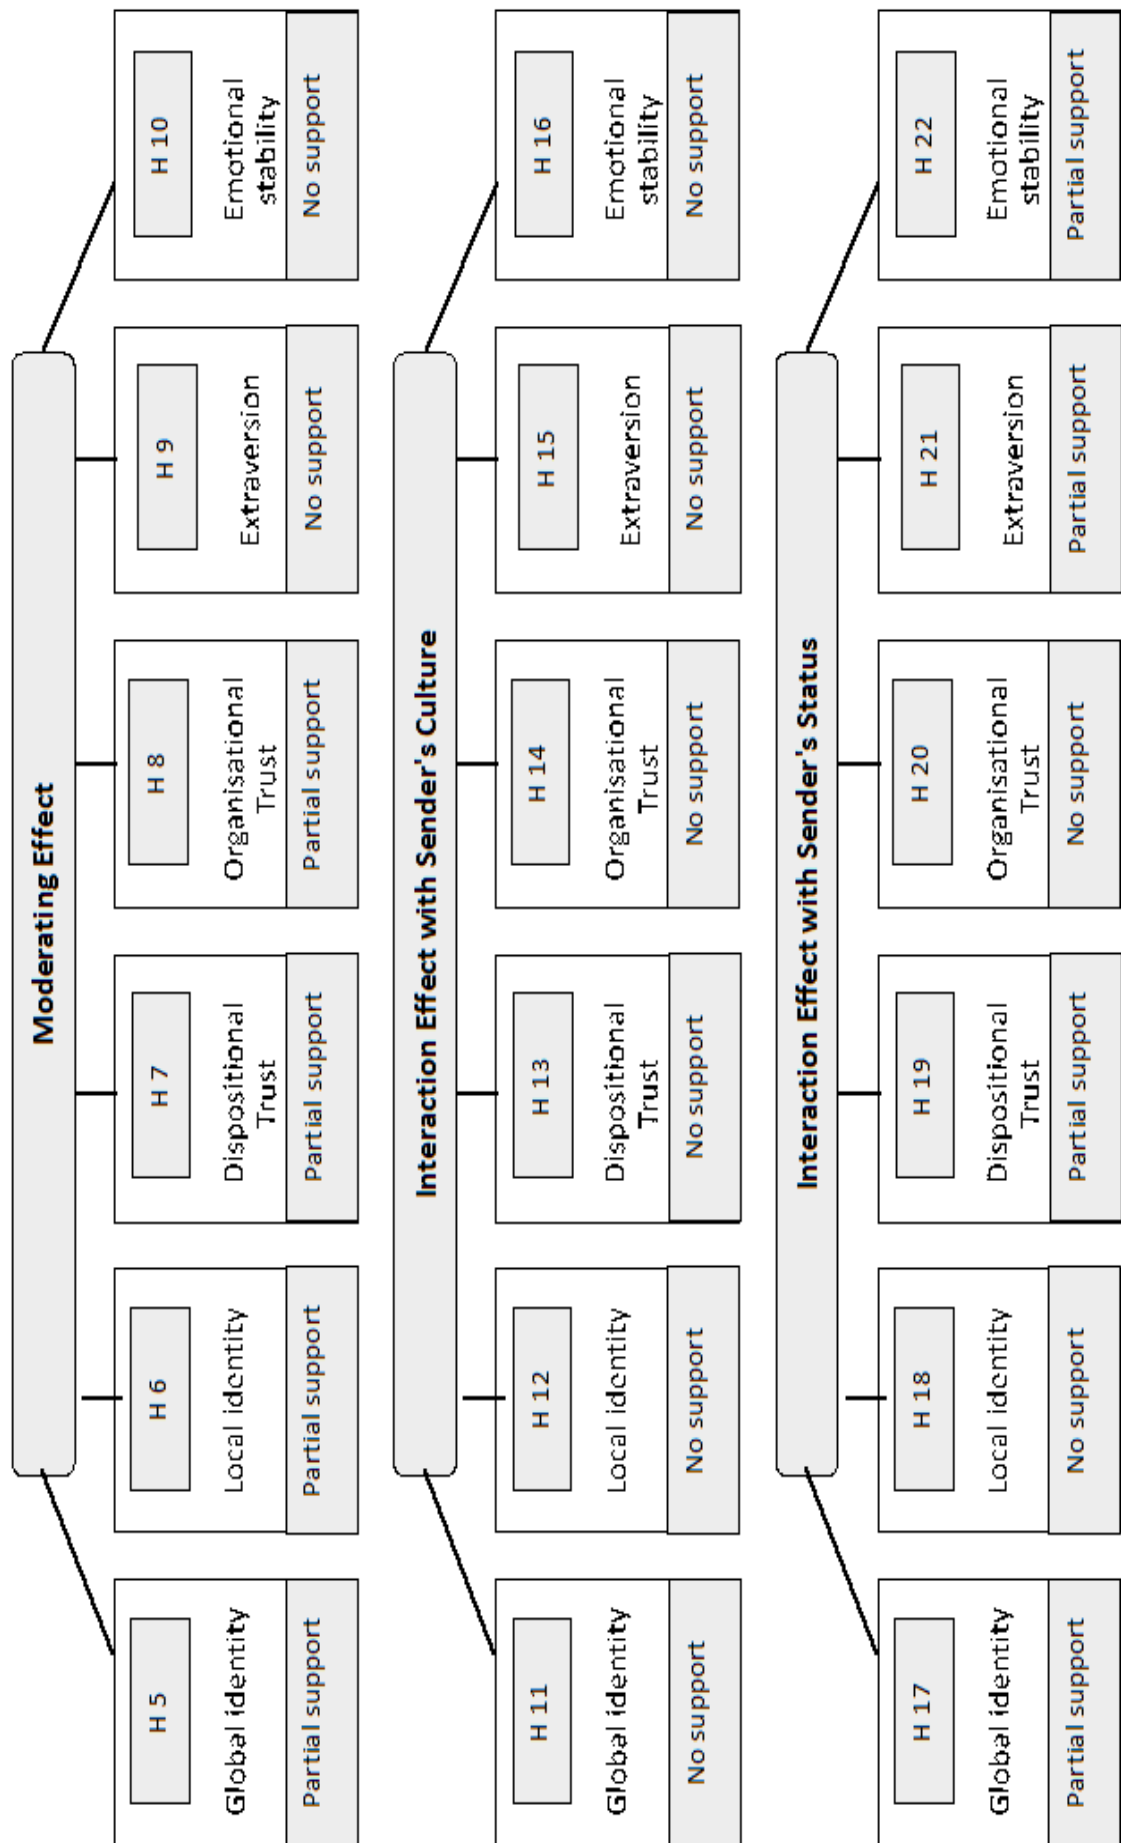 Moderating Effect
H 5
Global identity
Partial support
H 6
Local identity
Partial support
H 7
Dispositional
Trust
Partial support
H 8
Organisational
Trust
Partial support
H 9
Extraversion
No support
H 10
Emotional
stability
No support
Interaction Effect with Sender's Culture
H 11
Global identity
No support
H 12
Local identity
No support
H 13
Dispositional
Trust
No support
H 14
Organisational
Trust
No support
H 15
Extraversion
No support
H 16
Emotional
stability
No support
Interaction Effect with Sender's Status
H 17
Global identity
Partial support
H 18
Local identity
No support
H 19
Dispositional
Trust
Partial support
H 20
Organisational
Trust
No support
H 21
Extraversion
Partial support
H 22
Emotional
stability
Partial support